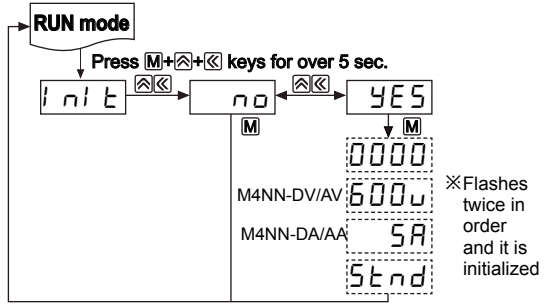 RUN mode
Press M+︽+《 keys for over 5 sec.
InIt ︽《 no ︽《 YES
M M
0000
M4NN-DV/AV 600v
M4NN-DA/AA 5A
Stnd
※Flashes
twice in
order
and it is
initialized